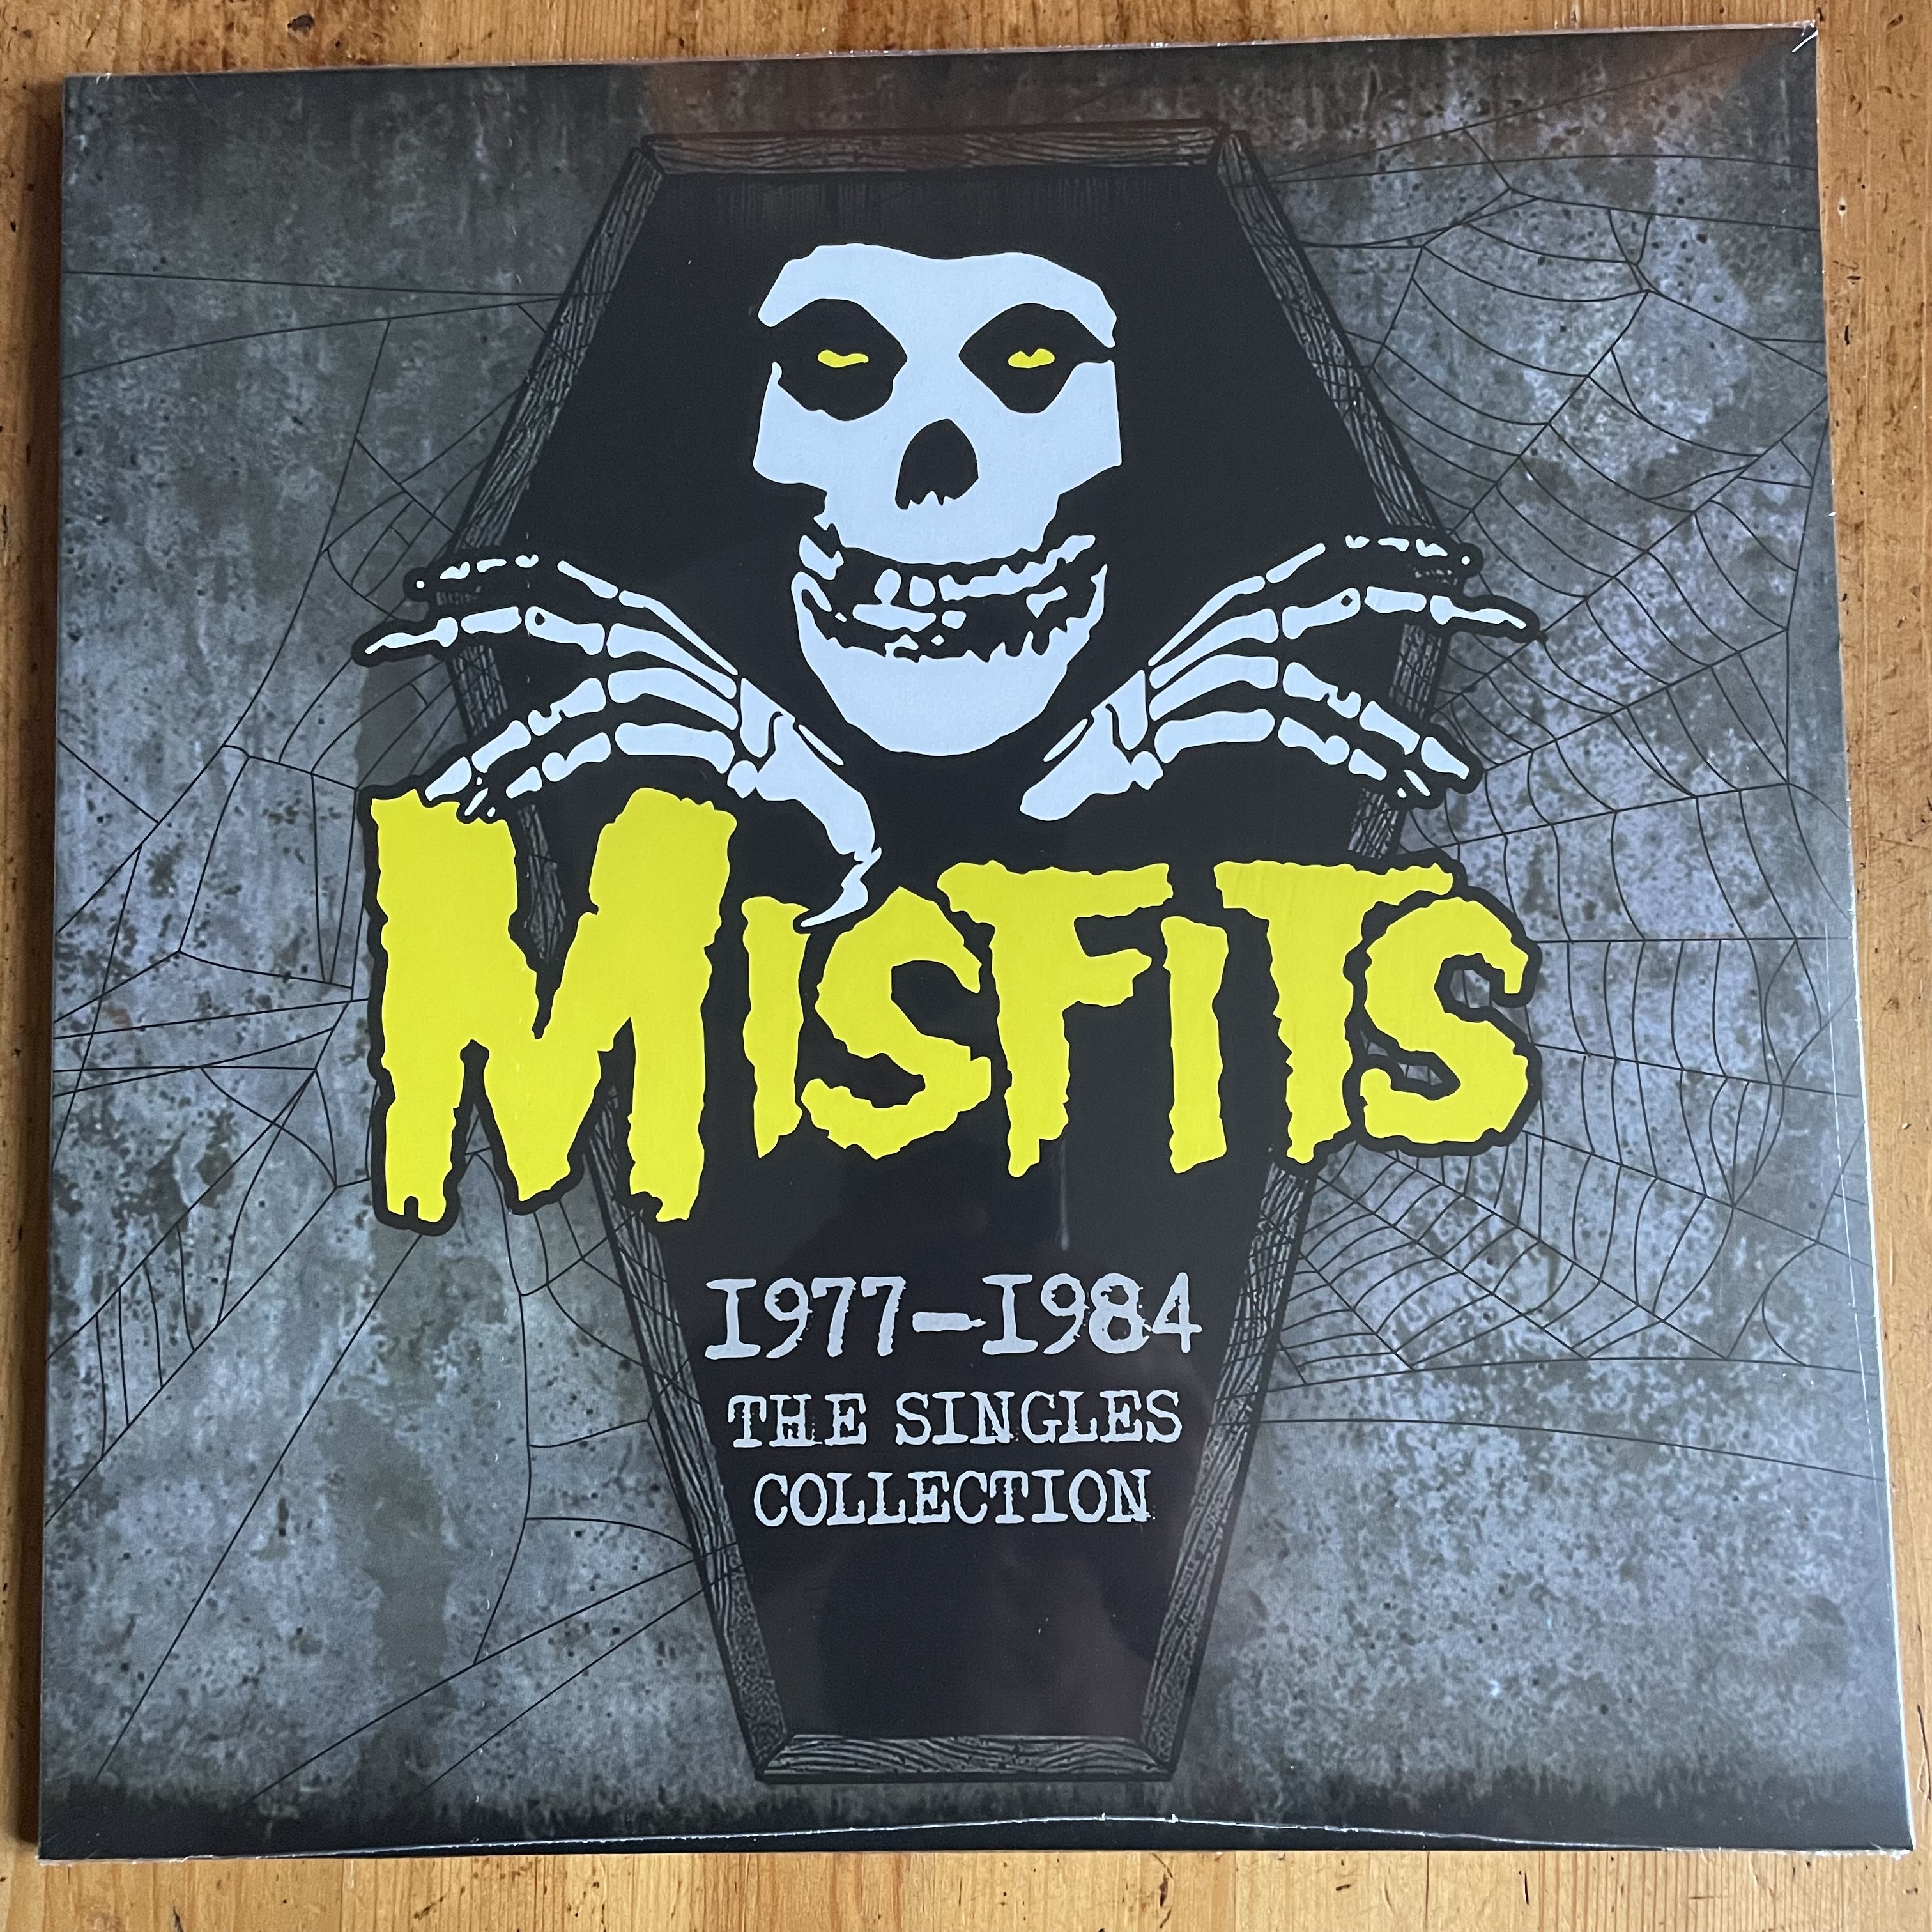 MiSFiTS
1977–1984
THE SINGLES
COLLECTION